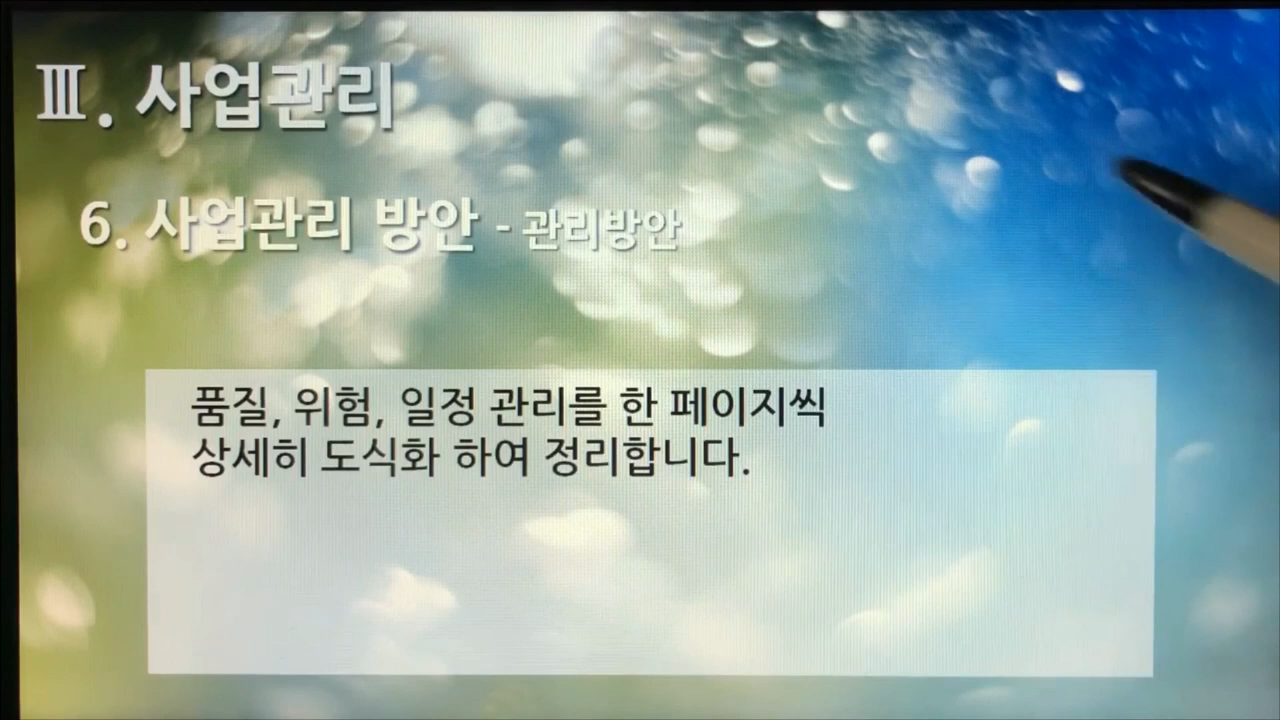 Ⅲ. 사업관리
6. 사업관리 방안 - 관리방안
품질, 위험, 일정 관리를 한 페이지씩
상세히 도식화 하여 정리합니다.